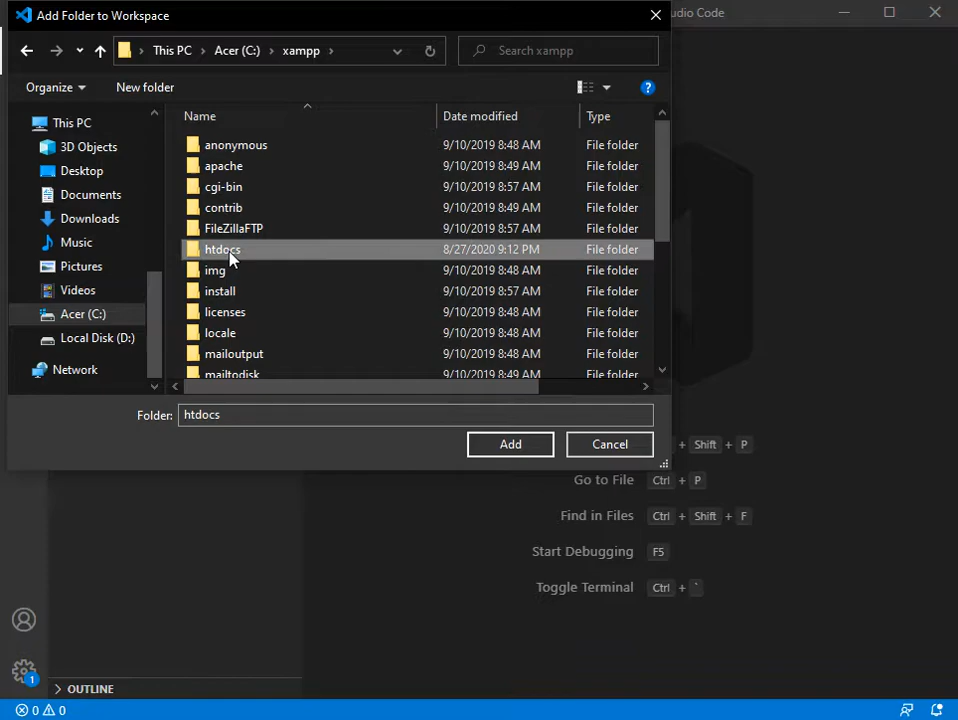 Add Folder to Workspace
udio Code
This PC > Acer (C:) > xampp >
Search xampp
Organize
New folder
Name Date modified Type
This PC
3D Objects
Desktop
Documents
Downloads
Music
Pictures
Videos
Acer (C:)
Local Disk (D:)
Network
anonymous 9/10/2019 8:48 AM File folder
apache 9/10/2019 8:49 AM File folder
cgi-bin 9/10/2019 8:57 AM File folder
contrib 9/10/2019 8:49 AM File folder
FileZillaFTP 9/10/2019 8:57 AM File folder
htdocs 8/27/2020 9:12 PM File folder
img 9/10/2019 8:48 AM File folder
install 9/10/2019 8:57 AM File folder
licenses 9/10/2019 8:48 AM File folder
locale 9/10/2019 8:48 AM File folder
mailoutput 9/10/2019 8:48 AM File folder
mailtodisk 9/10/2019 8:49 AM File folder
Folder: htdocs
Add Cancel
+ Shift + P
Go to File Ctrl + P
Find in Files Ctrl + Shift + F
Start Debugging F5
Toggle Terminal Ctrl + `
1
OUTLINE
0 0